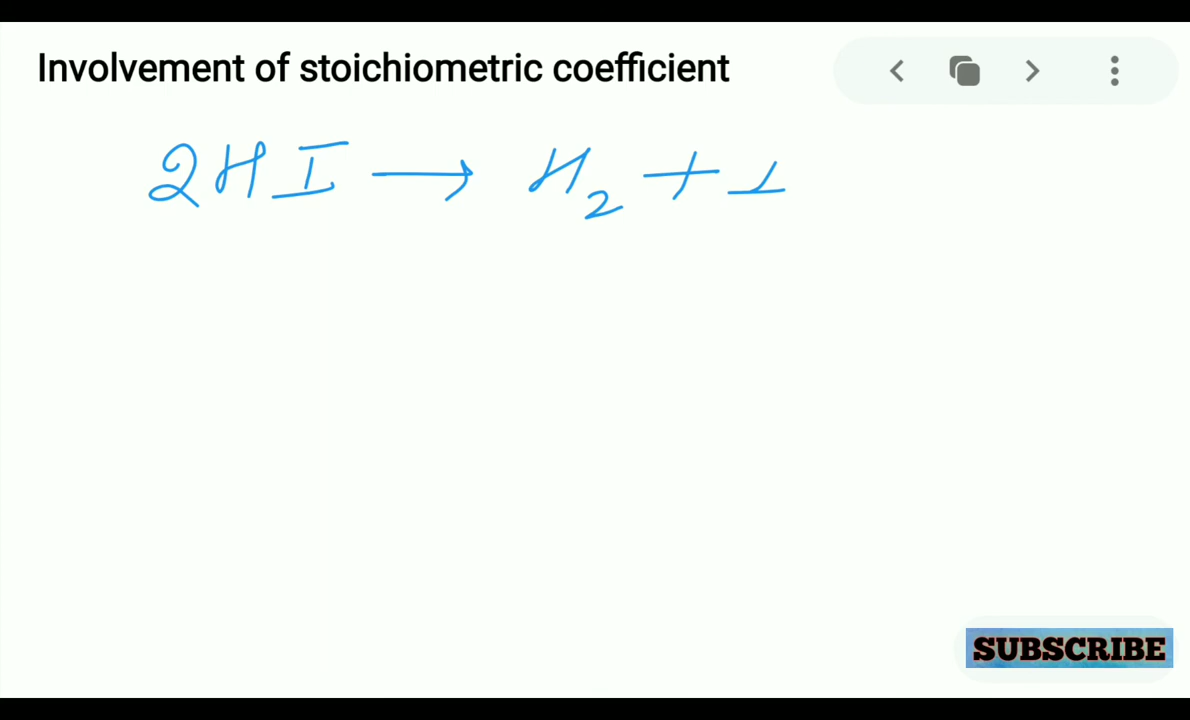 Involvement of stoichiometric coefficient
2HI → H₂ +
SUBSCRIBE